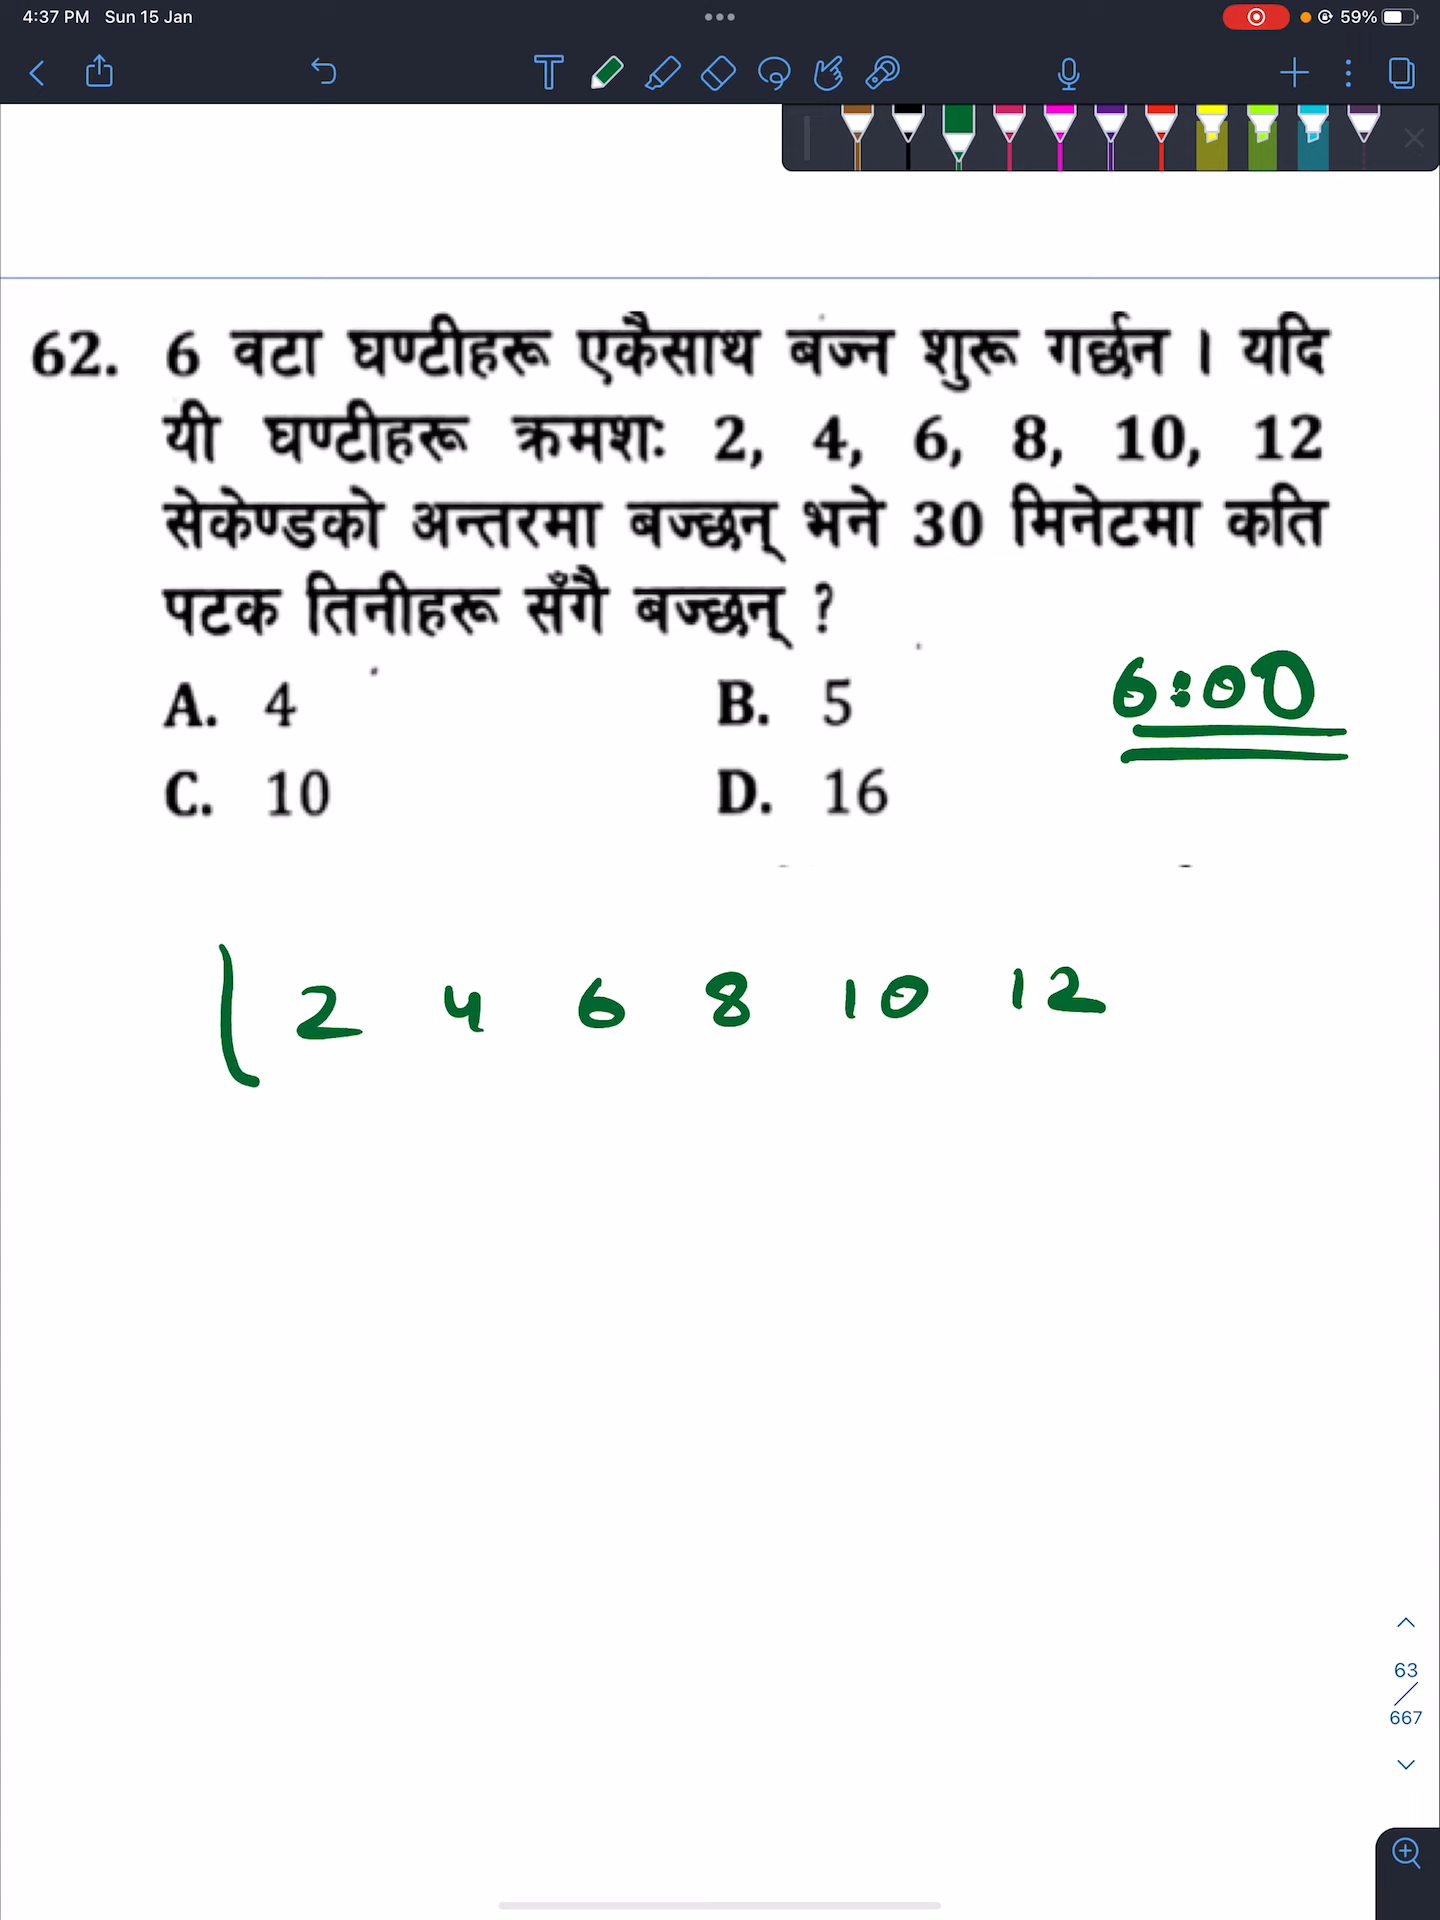 4:37 PM Sun 15 Jan
59%
62. 6 वटा घण्टीहरू एकैसाथ बज्न शुरू गर्छन । यदि
यी घण्टीहरू क्रमशः 2, 4, 6, 8, 10, 12
सेकेण्डको अन्तरमा बज्छन् भने 30 मिनेटमा कति
पटक तिनीहरू सँगै बज्छन् ?
6:00
A. 4 B. 5
C. 10 D. 16
2 4 6 8 10 12
63
667